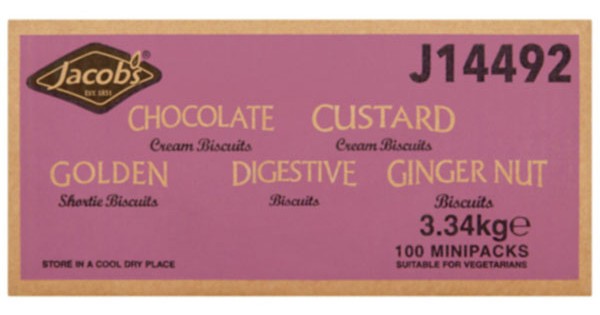 Jacob's
EST. 1851
J14492
CHOCOLATE
Cream Biscuits
CUSTARD
Cream Biscuits
GOLDEN
Shortie Biscuits
DIGESTIVE
Biscuits
GINGER NUT
Biscuits
3.34kg℮
100 MINIPACKS
SUITABLE FOR VEGETARIANS
STORE IN A COOL DRY PLACE